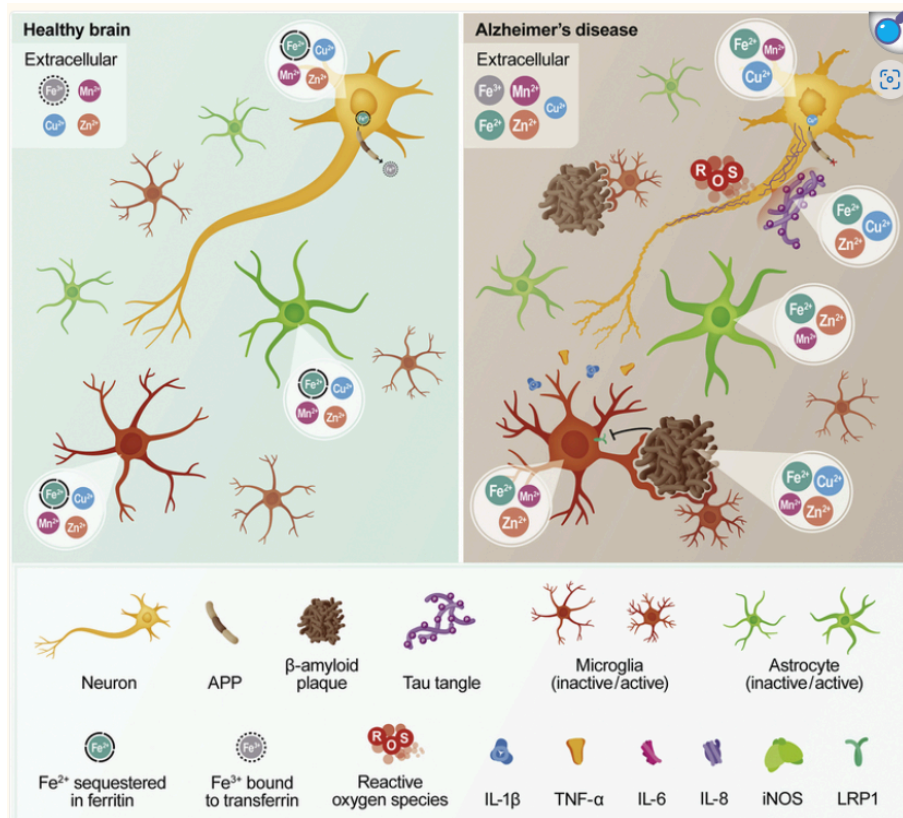 Healthy brain
Extracellular
Fe³⁺ Mn²⁺
Cu²⁺ Zn²⁺
Fe²⁺ Cu²⁺
Mn²⁺ Zn²⁺
Fe²⁺
Fe³⁺
Fe²⁺ Cu²⁺
Mn²⁺ Zn²⁺
Fe²⁺ Cu²⁺
Mn²⁺ Zn²⁺
Alzheimer's disease
Extracellular
Fe³⁺ Mn²⁺
Cu²⁺
Fe²⁺ Zn²⁺
Fe²⁺ Mn²⁺
Cu²⁺
Cu²⁺
ROS
Fe²⁺ Cu²⁺
Zn²⁺
Fe²⁺ Zn²⁺
Mn²⁺
Fe²⁺ Mn²⁺
Zn²⁺
Fe²⁺ Cu²⁺
Mn²⁺ Zn²⁺
Neuron
APP
β-amyloid
plaque
Tau tangle
Microglia
(inactive/active)
Astrocyte
(inactive/active)
Fe²⁺
Fe²⁺ sequestered
in ferritin
Fe³⁺
Fe³⁺ bound
to transferrin
ROS
Reactive
oxygen species
IL-1β
TNF-α
IL-6
IL-8
iNOS
LRP1